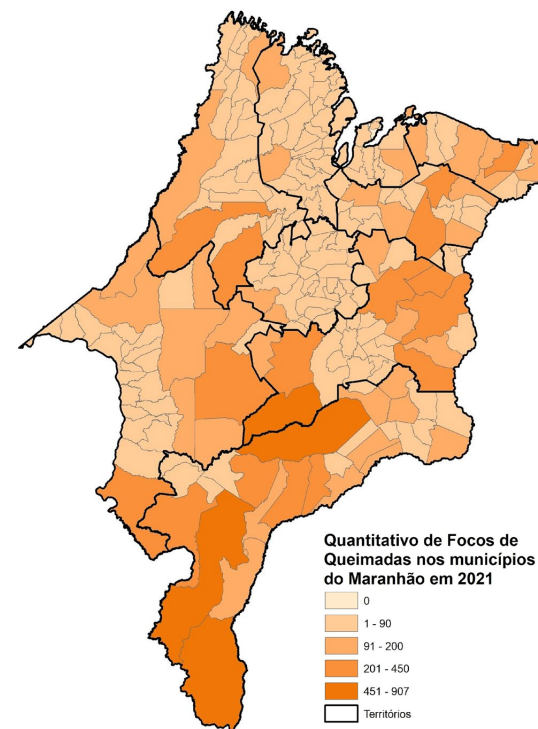 Quantitativo de Focos de
Queimadas nos municípios
do Maranhão em 2021
0
1 - 90
91 - 200
201 - 450
451 - 907
Territórios